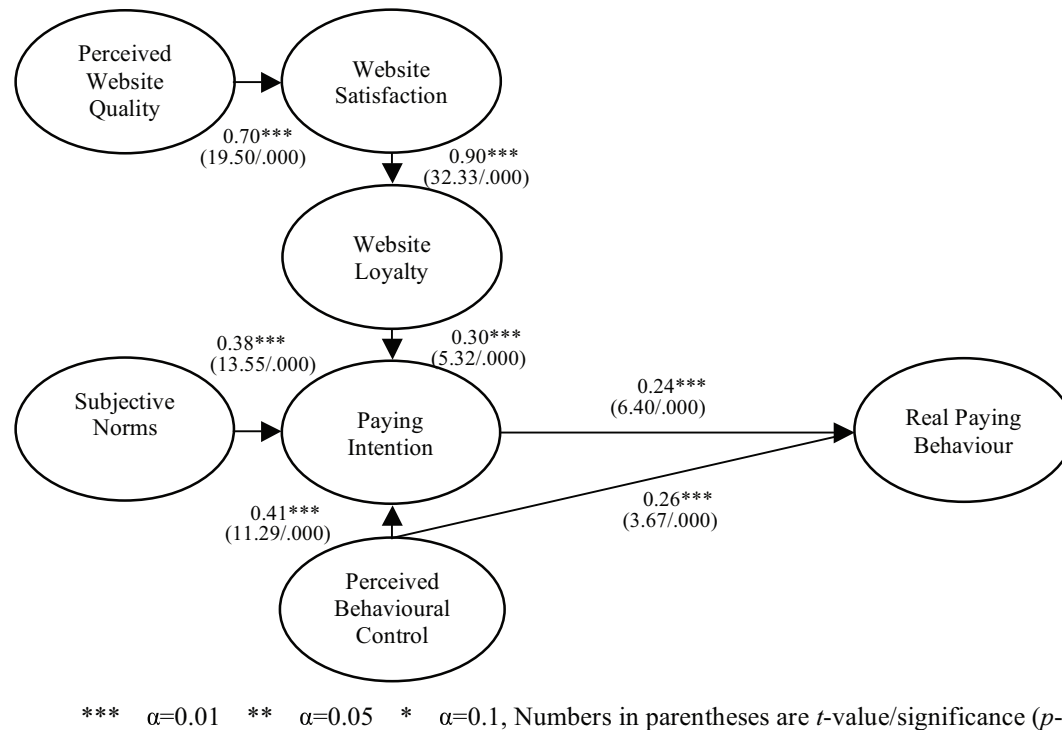 Perceived
Website
Quality
Website
Satisfaction
0.70***
(19.50/.000)
0.90***
(32.33/.000)
Website
Loyalty
0.38***
(13.55/.000)
0.30***
(5.32/.000)
Subjective
Norms
Paying
Intention
0.24***
(6.40/.000)
Real Paying
Behaviour
0.41***
(11.29/.000)
0.26***
(3.67/.000)
Perceived
Behavioural
Control
*** α=0.01 ** α=0.05 * α=0.1, Numbers in parentheses are t-value/significance (p-